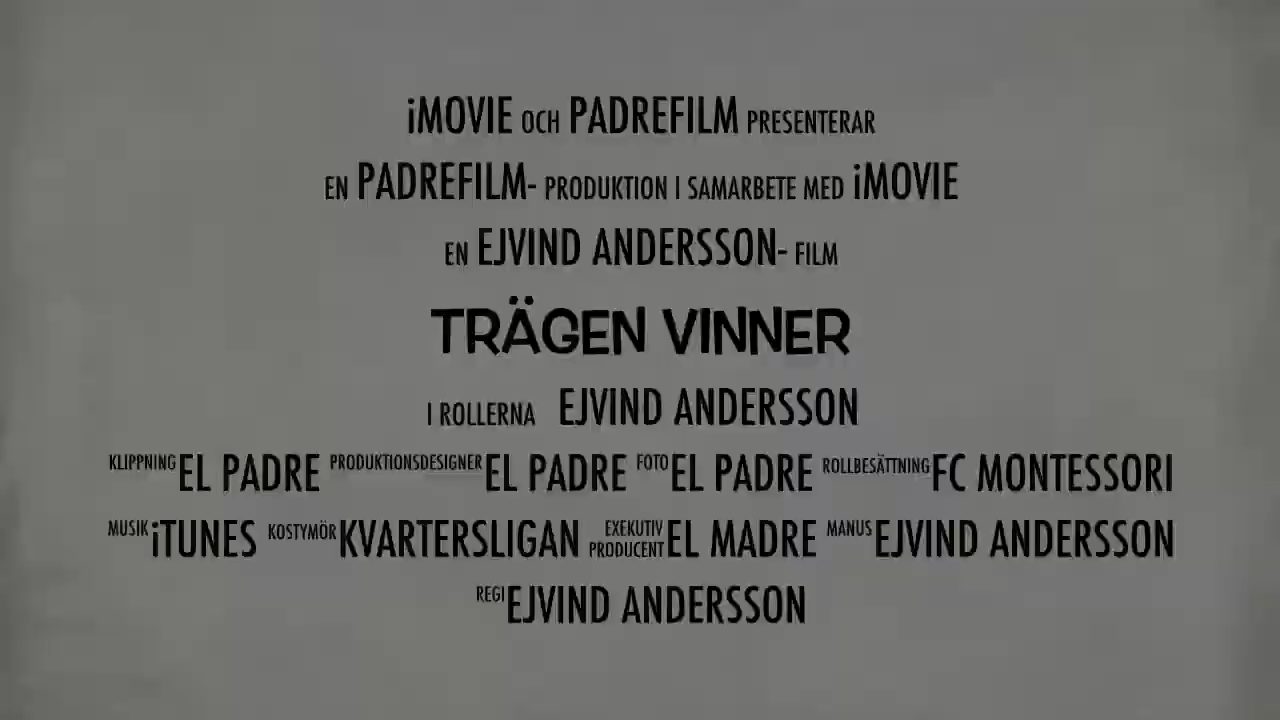 iMOVIE OCH PADREFILM PRESENTERAR
EN PADREFILM- PRODUKTION I SAMARBETE MED iMOVIE
EN EJVIND ANDERSSON- FILM
TRÄGEN VINNER
I ROLLERNA EJVIND ANDERSSON
KLIPPNING EL PADRE PRODUKTIONSDESIGNER EL PADRE FOTO EL PADRE ROLLBESÄTTNING FC MONTESSORI
MUSIK iTUNES KOSTYMÖR KVARTERSLIGAN EXEKUTIV PRODUCENT EL MADRE MANUS EJVIND ANDERSSON
REGI EJVIND ANDERSSON